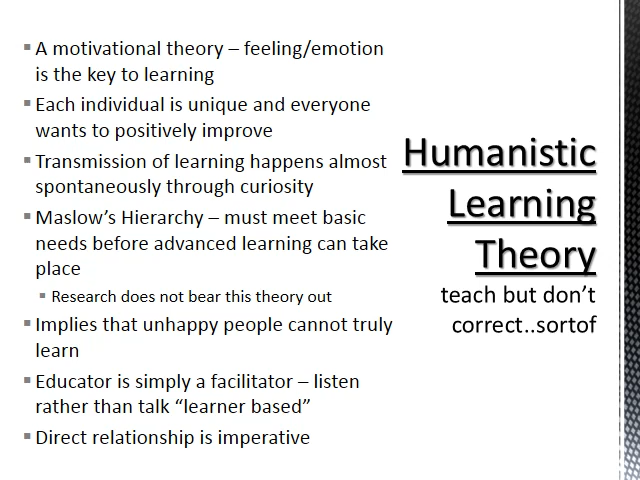 ▪ A motivational theory – feeling/emotion
is the key to learning
▪ Each individual is unique and everyone
wants to positively improve
▪ Transmission of learning happens almost
spontaneously through curiosity
▪ Maslow’s Hierarchy – must meet basic
needs before advanced learning can take
place
▪ Research does not bear this theory out
▪ Implies that unhappy people cannot truly
learn
▪ Educator is simply a facilitator – listen
rather than talk “learner based”
▪ Direct relationship is imperative
Humanistic
Learning
Theory
teach but don’t
correct..sortof